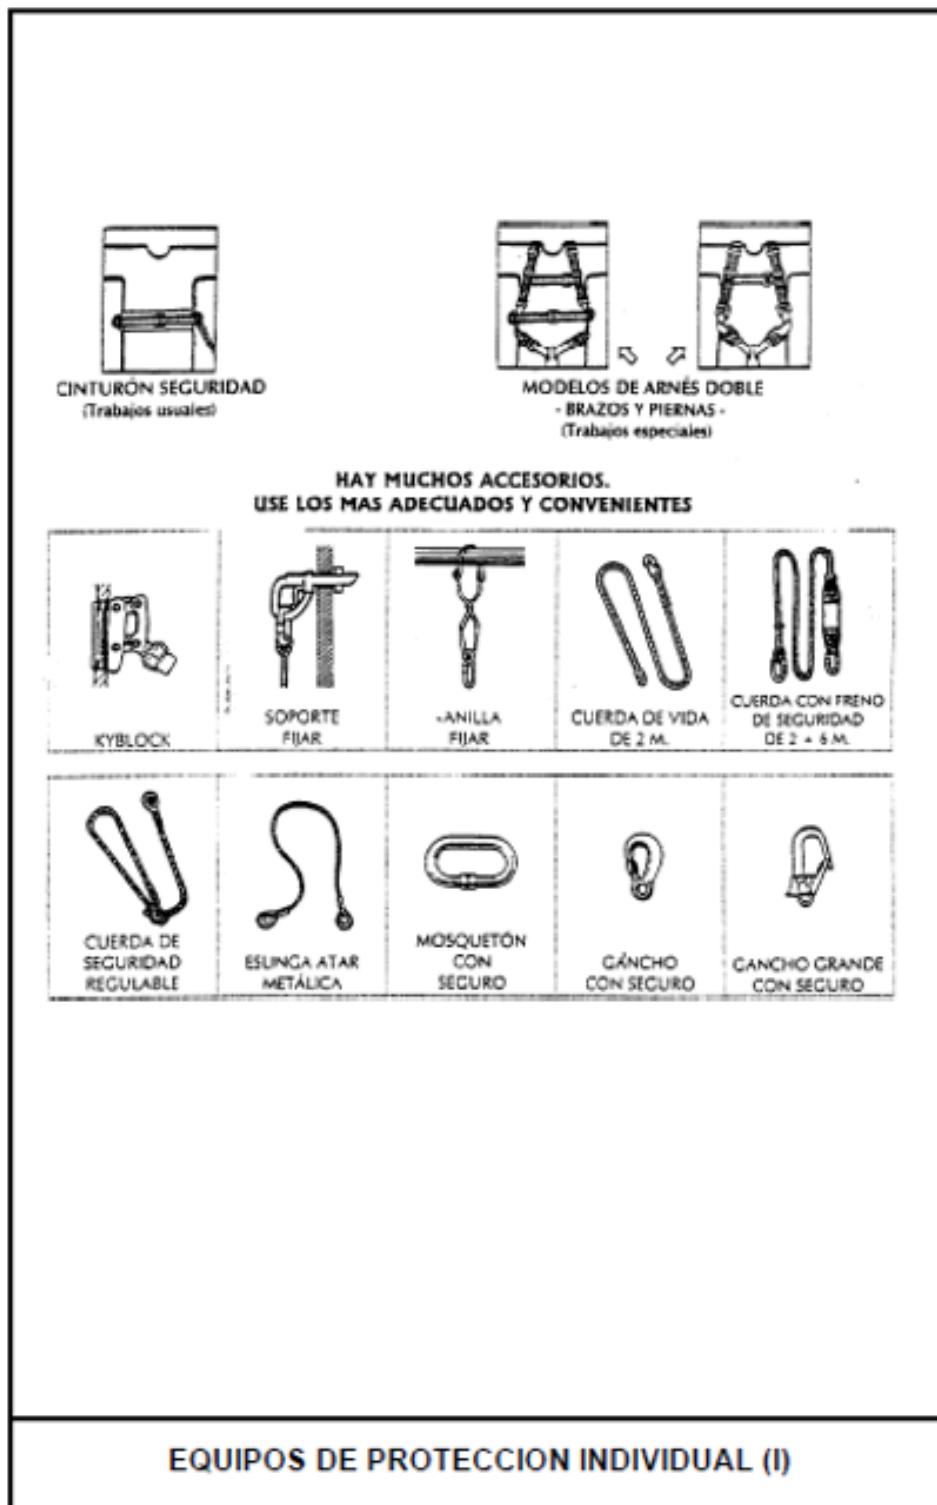 CINTURÓN SEGURIDAD
(Trabajos usuales)
MODELOS DE ARNÉS DOBLE
- BRAZOS Y PIERNAS -
(Trabajos especiales)
HAY MUCHOS ACCESORIOS.
USE LOS MAS ADECUADOS Y CONVENIENTES
KYBLOCK
SOPORTE
FIJAR
ANILLA
FIJAR
CUERDA DE VIDA
DE 2 M.
CUERDA CON FRENO
DE SEGURIDAD
DE 2 + 6 M.
CUERDA DE
SEGURIDAD
REGULABLE
ESLINGA ATAR
METÁLICA
MOSQUETÓN
CON
SEGURO
GANCHO
CON SEGURO
GANCHO GRANDE
CON SEGURO
EQUIPOS DE PROTECCION INDIVIDUAL (I)